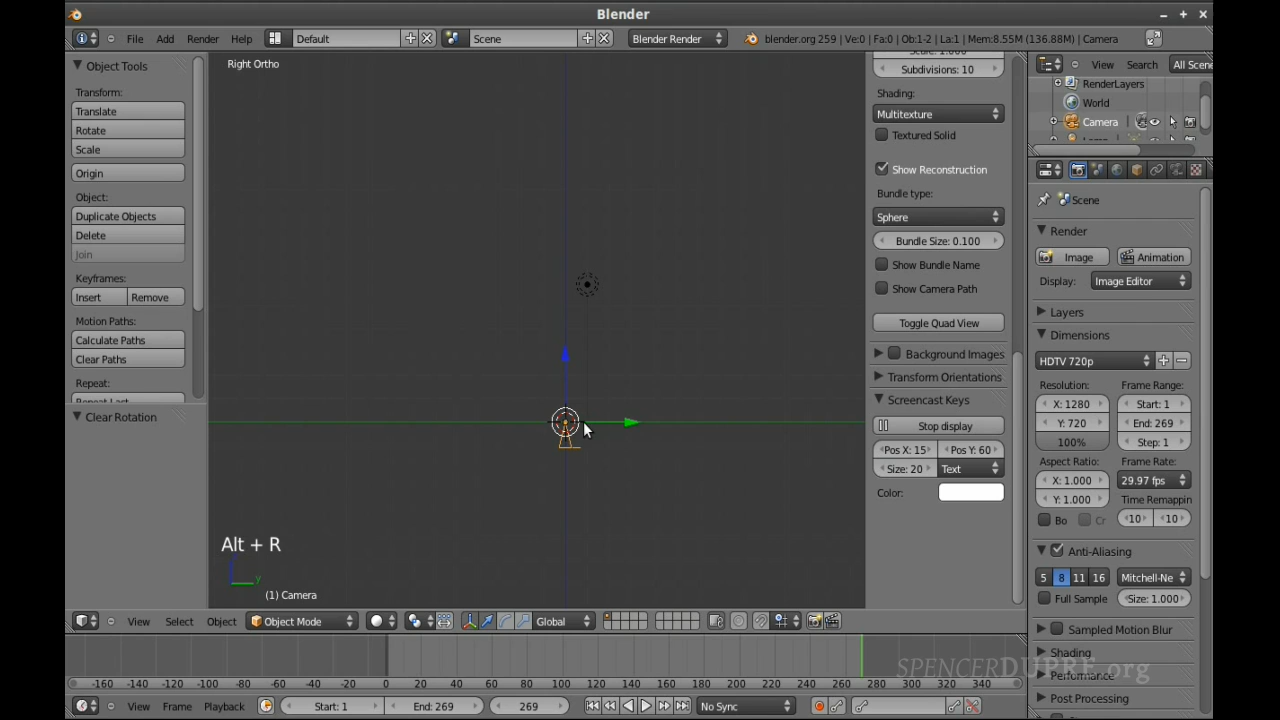 Blender
File Add Render Help
Default
Scene
Blender Render
blender.org 259 | Ve:0 | Fa:0 | Ob:1-2 | La:1 | Mem:8.55M (136.88M) | Camera
Object Tools
Transform:
Translate
Rotate
Scale
Origin
Object:
Duplicate Objects
Delete
Join
Keyframes:
Insert Remove
Motion Paths:
Calculate Paths
Clear Paths
Repeat:
Clear Rotation
Right Ortho
Alt + R
y
(1) Camera
Scale: 1.000
Subdivisions: 10
Shading:
Multitexture
Textured Solid
Show Reconstruction
Bundle type:
Sphere
Bundle Size: 0.100
Show Bundle Name
Show Camera Path
Toggle Quad View
Background Images
Transform Orientations
Screencast Keys
Stop display
Pos X: 15 Pos Y: 60
Size: 20 Text
Color:
View Search All Scene
RenderLayers
World
Camera
Scene
Render
Image Animation
Display: Image Editor
Layers
Dimensions
HDTV 720p
Resolution: Frame Range:
X: 1280 Start: 1
Y: 720 End: 269
100% Step: 1
Aspect Ratio: Frame Rate:
X: 1.000 29.97 fps
Y: 1.000 Time Remappin
Bo Cr 10 10
Anti-Aliasing
5 8 11 16 Mitchell-Ne
Full Sample Size: 1.000
Sampled Motion Blur
Shading
Performance
Post Processing
View Select Object Object Mode Global
SPENCERDUPRE.org
-160 -140 -120 -100 -80 -60 -40 -20 0 20 40 60 80 100 120 140 160 180 200 220 240 260 280 300 320 340
View Frame Playback Start: 1 End: 269 269 No Sync